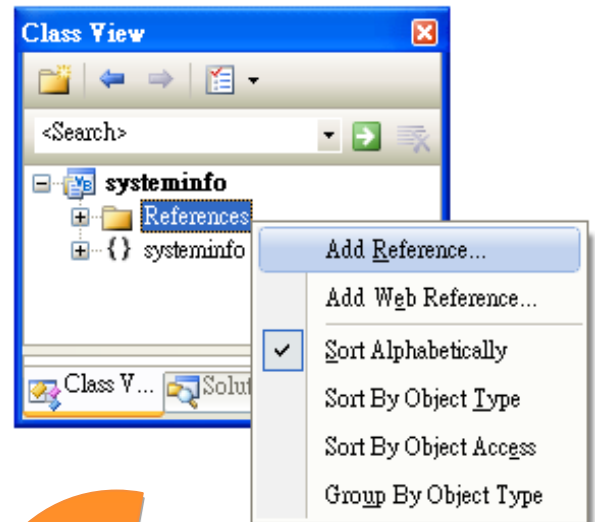 Class View
<Search>
systeminfo
References
{} systeminfo
Add Reference...
Add Web Reference...
Sort Alphabetically
Sort By Object Type
Sort By Object Access
Group By Object Type
Class V...